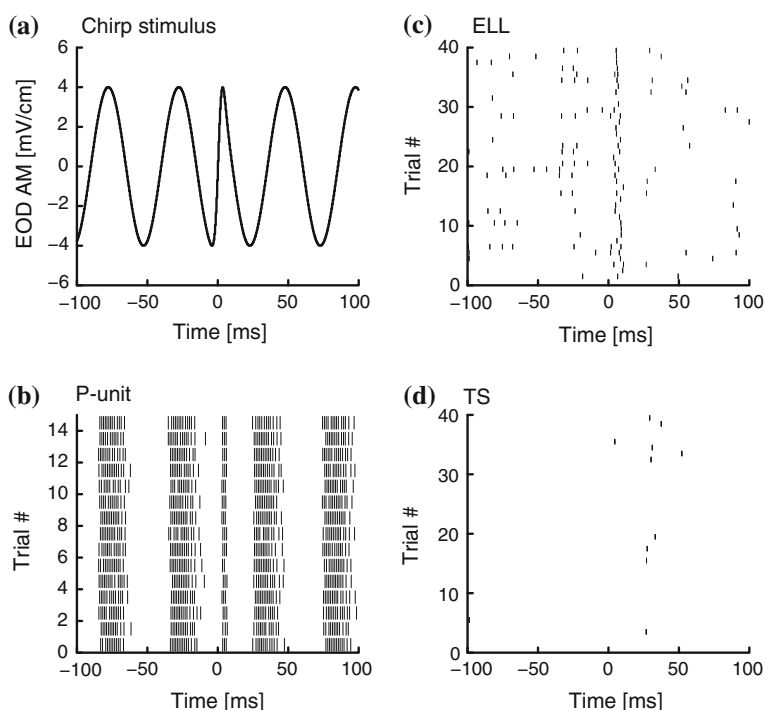 (a) Chirp stimulus
6
4
2
0
−2
−4
−6
EOD AM [mV/cm]
−100 −50 0 50 100
Time [ms]
(b) P-unit
14
12
10
8
6
4
2
0
Trial #
−100 −50 0 50 100
Time [ms]
(c) ELL
40
30
20
10
0
Trial #
−100 −50 0 50 100
Time [ms]
(d) TS
40
30
20
10
0
Trial #
−100 −50 0 50 100
Time [ms]